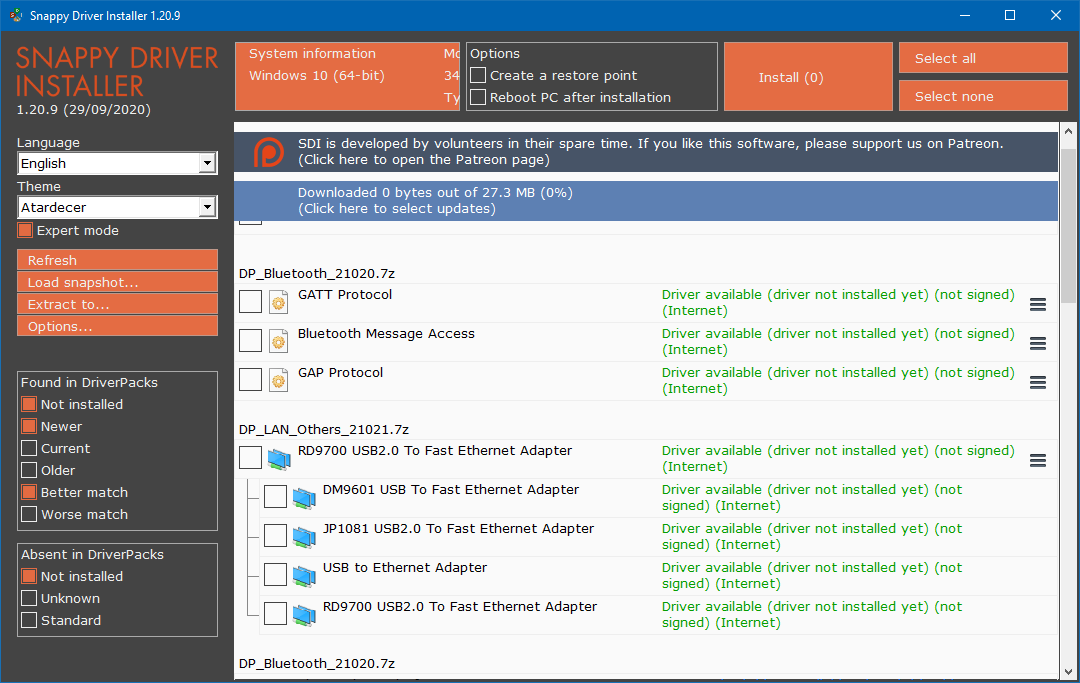 Snappy Driver Installer 1.20.9
SNAPPY DRIVER
INSTALLER
1.20.9 (29/09/2020)
Language
English
Theme
Atardecer
Expert mode
Refresh
Load snapshot...
Extract to...
Options...
Found in DriverPacks
Not installed
Newer
Current
Older
Better match
Worse match
Absent in DriverPacks
Not installed
Unknown
Standard
System information
Windows 10 (64-bit)
Mo
34
Ty
Options
Create a restore point
Reboot PC after installation
Install (0)
Select all
Select none
SDI is developed by volunteers in their spare time. If you like this software, please support us on Patreon.
(Click here to open the Patreon page)
Downloaded 0 bytes out of 27.3 MB (0%)
(Click here to select updates)
DP_Bluetooth_21020.7z
GATT Protocol
Driver available (driver not installed yet) (not signed)
(Internet)
Bluetooth Message Access
Driver available (driver not installed yet) (not signed)
(Internet)
GAP Protocol
Driver available (driver not installed yet) (not signed)
(Internet)
DP_LAN_Others_21021.7z
RD9700 USB2.0 To Fast Ethernet Adapter
Driver available (driver not installed yet) (not signed)
(Internet)
DM9601 USB To Fast Ethernet Adapter
Driver available (driver not installed yet) (not
signed) (Internet)
JP1081 USB2.0 To Fast Ethernet Adapter
Driver available (driver not installed yet) (not
signed) (Internet)
USB to Ethernet Adapter
Driver available (driver not installed yet) (not
signed) (Internet)
RD9700 USB2.0 To Fast Ethernet Adapter
Driver available (driver not installed yet) (not
signed) (Internet)
DP_Bluetooth_21020.7z